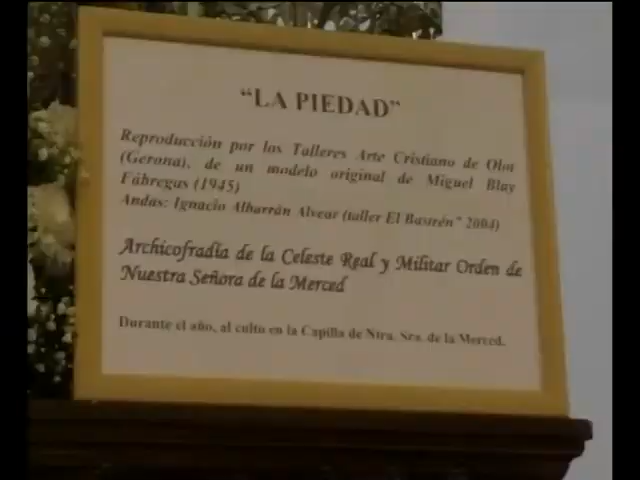 “LA PIEDAD”
Reproducción por los Talleres Arte Cristiano de Olot
(Gerona), de un modelo original de Miguel Blay
Fábregas (1945)
Andas: Ignacio Albarrán Alvear (taller El Bastrén” 2004)
Archicofradía de la Celeste Real y Militar Orden de
Nuestra Señora de la Merced
Durante el año, al culto en la Capilla de Ntra. Sra. de la Merced.